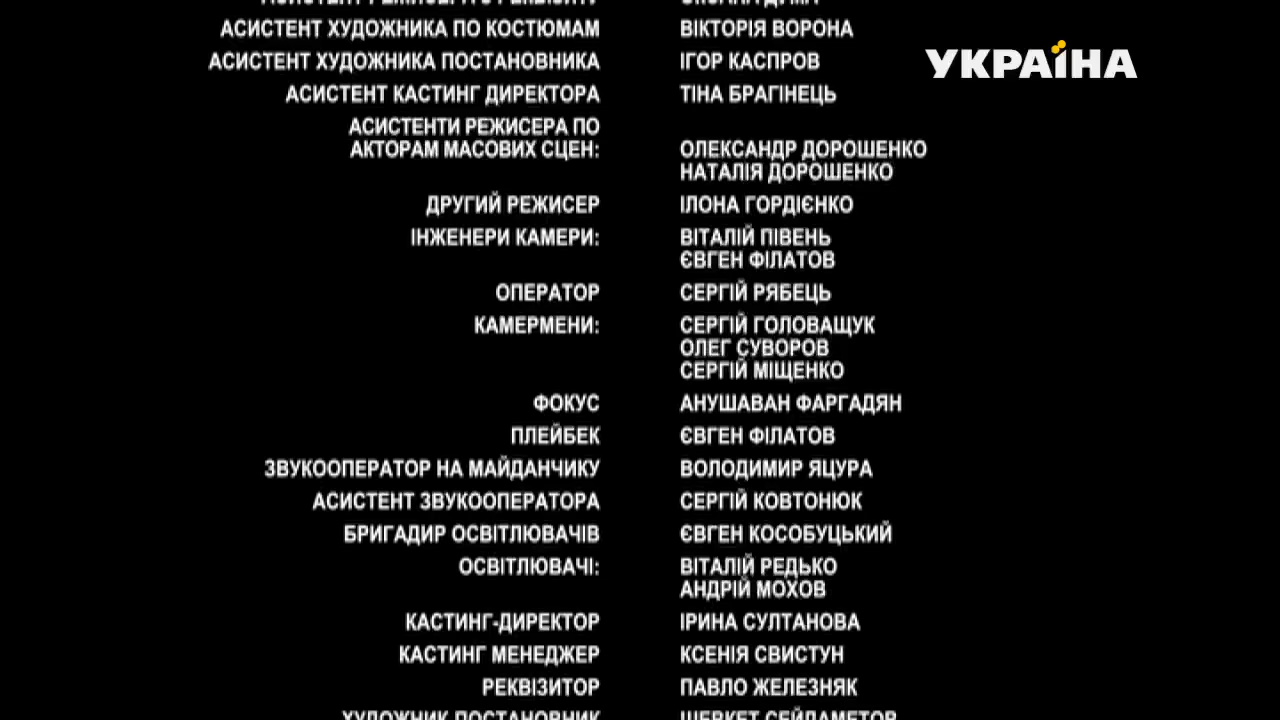 АСИСТЕНТ ХУДОЖНИКА ПО КОСТЮМАМ ВІКТОРІЯ ВОРОНА
УКРАЇНА
АСИСТЕНТ ХУДОЖНИКА ПОСТАНОВНИКА ІГОР КАСПРОВ
АСИСТЕНТ КАСТИНГ ДИРЕКТОРА ТІНА БРАГІНЕЦЬ
АСИСТЕНТИ РЕЖИСЕРА ПО
АКТОРАМ МАСОВИХ СЦЕН: ОЛЕКСАНДР ДОРОШЕНКО
НАТАЛІЯ ДОРОШЕНКО
ДРУГИЙ РЕЖИСЕР ІЛОНА ГОРДІЄНКО
ІНЖЕНЕРИ КАМЕРИ: ВІТАЛІЙ ПІВЕНЬ
ЄВГЕН ФІЛАТОВ
ОПЕРАТОР СЕРГІЙ РЯБЕЦЬ
КАМЕРМЕНИ: СЕРГІЙ ГОЛОВАЩУК
ОЛЕГ СУВОРОВ
СЕРГІЙ МІЩЕНКО
ФОКУС АНУШАВАН ФАРГАДЯН
ПЛЕЙБЕК ЄВГЕН ФІЛАТОВ
ЗВУКООПЕРАТОР НА МАЙДАНЧИКУ ВОЛОДИМИР ЯЦУРА
АСИСТЕНТ ЗВУКООПЕРАТОРА СЕРГІЙ КОВТОНЮК
БРИГАДИР ОСВІТЛЮВАЧІВ ЄВГЕН КОСОБУЦЬКИЙ
ОСВІТЛЮВАЧІ: ВІТАЛІЙ РЕДЬКО
АНДРІЙ МОХОВ
КАСТИНГ-ДИРЕКТОР ІРИНА СУЛТАНОВА
КАСТИНГ МЕНЕДЖЕР КСЕНІЯ СВИСТУН
РЕКВІЗИТОР ПАВЛО ЖЕЛЕЗНЯК
ХУДОЖНИК ПОСТАНОВНИК ШЕВКЕТ СЕЙДАМЕТОВ